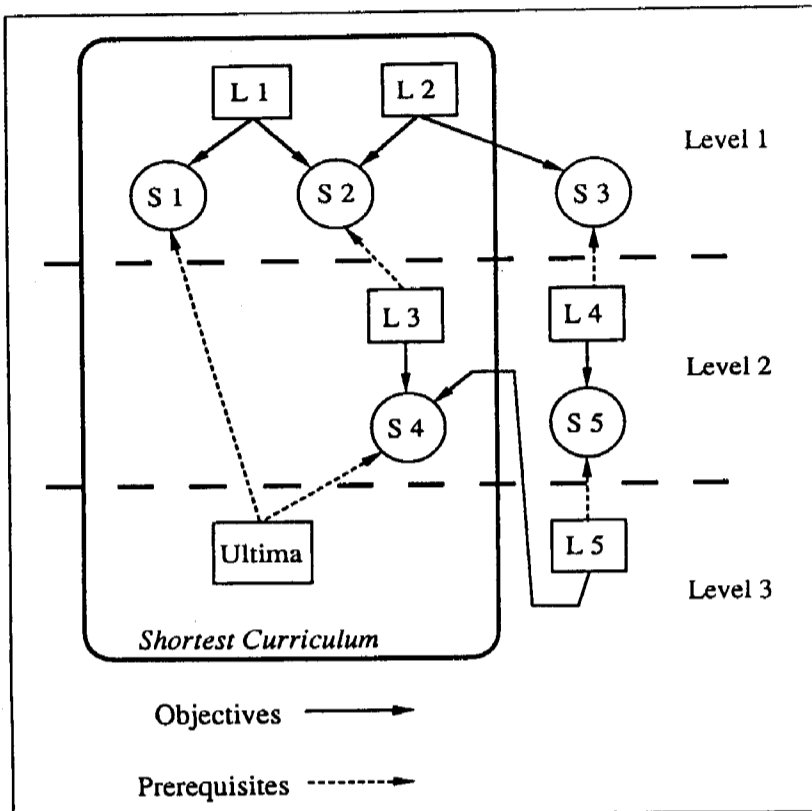 L 1
L 2
Level 1
S 1
S 2
S 3
L 3
L 4
Level 2
S 4
S 5
Ultima
L 5
Level 3
Shortest Curriculum
Objectives
Prerequisites